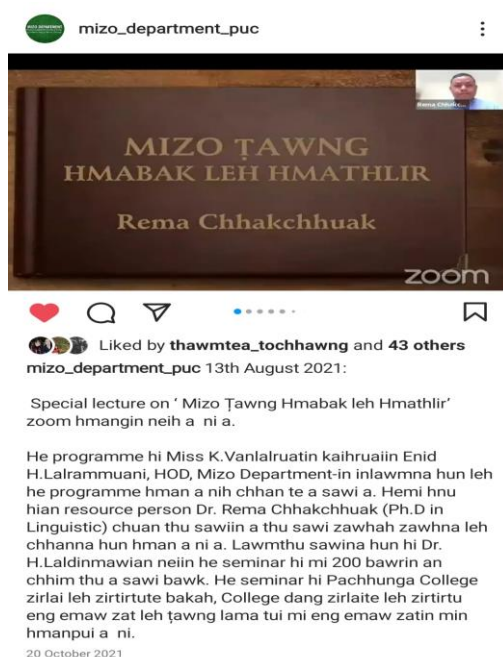 mizo_department_puc
MIZO DEPARTMENT
Rema Chhakc...
MIZO ṬAWNG
HMABAK LEH HMATHLIR
Rema Chhakchhuak
zoom
Liked by thawmtea_tochhawng and 43 others
mizo_department_puc 13th August 2021:
Special lecture on ‘ Mizo Ṭawng Hmabak leh Hmathlir’
zoom hmangin neih a ni a.
He programme hi Miss K.Vanlalruatin kaihruaiin Enid
H.Lalrammuani, HOD, Mizo Department-in inlawmna hun leh
he programme hman a nih chhan te a sawi a. Hemi hnu
hian resource person Dr. Rema Chhakchhuak (Ph.D in
Linguistic) chuan thu sawiin a thu sawi zawhah zawhna leh
chhanna hun hman a ni a. Lawmthu sawina hun hi Dr.
H.Laldinmawian neiin he seminar hi mi 200 bawrin an
chhim thu a sawi bawk. He seminar hi Pachhunga College
zirlai leh zirtirtute bakah, College dang zirlaite leh zirtirtu
eng emaw zat leh ṭawng lama tui mi eng emaw zatin min
hmanpui a ni.
20 October 2021